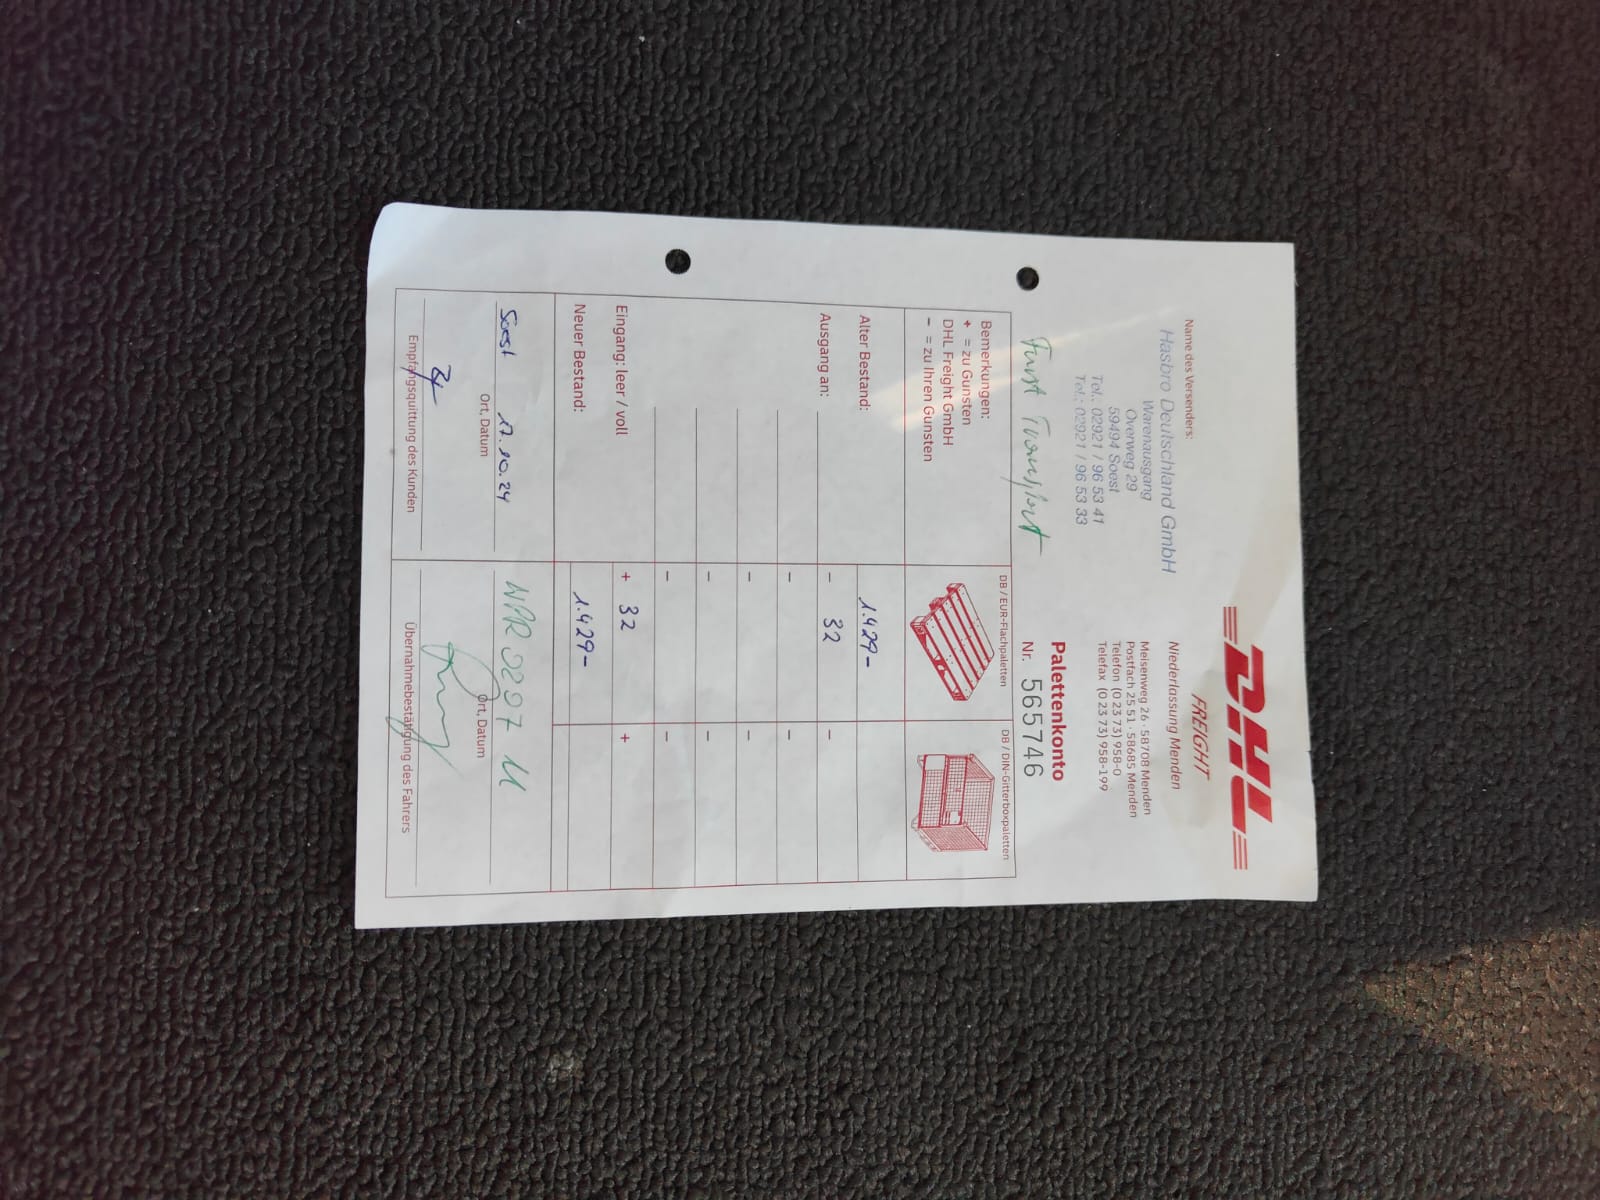 DHL
FREIGHT
Name des Versenders:
Hasbro Deutschland GmbH
Warenausgang
Overweg 29
59494 Soest
Tel.: 02921 / 96 53 41
Tel.: 02921 / 96 53 33
Niederlassung Menden
Meisenweg 26 · 58708 Menden
Postfach 25 51 · 58685 Menden
Telefon (0 23 73) 958-0
Telefax (0 23 73) 958-199
Palettenkonto
Nr. 565746
Transport
Bemerkungen:
+ = zu Gunsten
DHL Freight GmbH
− = zu Ihren Gunsten
DB / EUR-Flachpaletten
DB / DIN-Gitterboxpaletten
Alter Bestand: 1.429-
Ausgang an: − 32 −
− −
− −
− −
− −
Eingang: leer / voll + 32 +
Neuer Bestand: 1.429-
Soest 17.10.24
Ort, Datum
Ort, Datum
Empfangsquittung des Kunden
Übernahmebestätigung des Fahrers